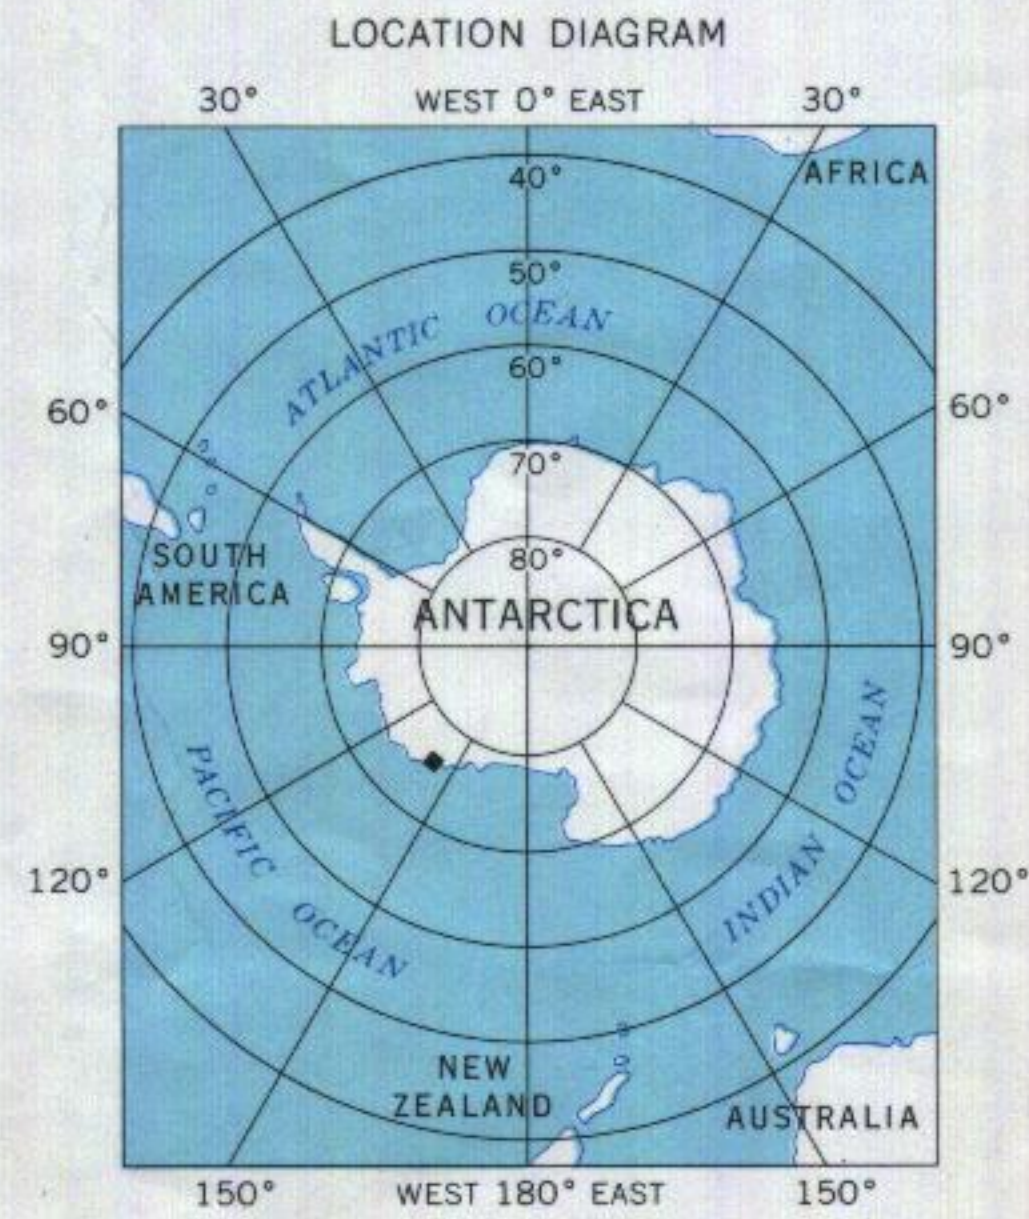 LOCATION DIAGRAM
30° WEST 0° EAST 30°
AFRICA
40°
50°
ATLANTIC OCEAN
60°
60° 60°
70°
SOUTH
AMERICA
80°
ANTARCTICA
90° 90°
PACIFIC OCEAN
INDIAN OCEAN
120° 120°
NEW
ZEALAND
AUSTRALIA
150° WEST 180° EAST 150°